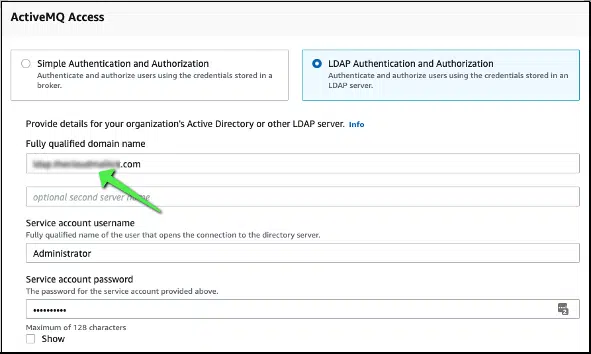 ActiveMQ Access
Simple Authentication and Authorization
Authenticate and authorize users using the credentials stored in a
broker.
LDAP Authentication and Authorization
Authenticate and authorize users using the credentials stored in an
LDAP server.
Provide details for your organization's Active Directory or other LDAP server. Info
Fully qualified domain name
.com
optional second server name
Service account username
Fully qualified name of the user that opens the connection to the directory server.
Administrator
Service account password
The password for the service account provided above.
••••••••••
Maximum of 128 characters
Show